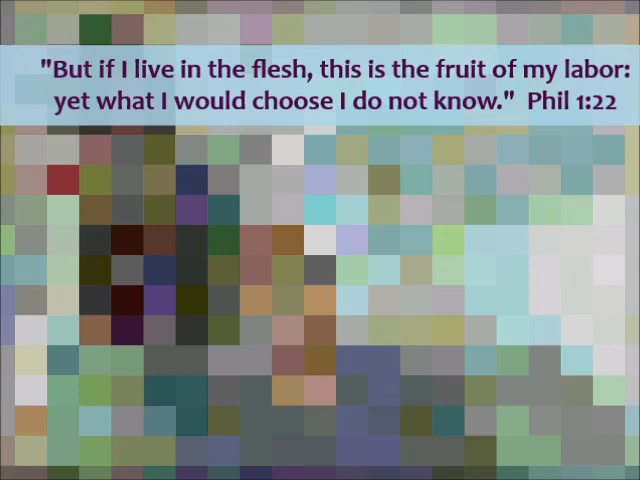 "But if I live in the flesh, this is the fruit of my labor:
yet what I would choose I do not know." Phil 1:22